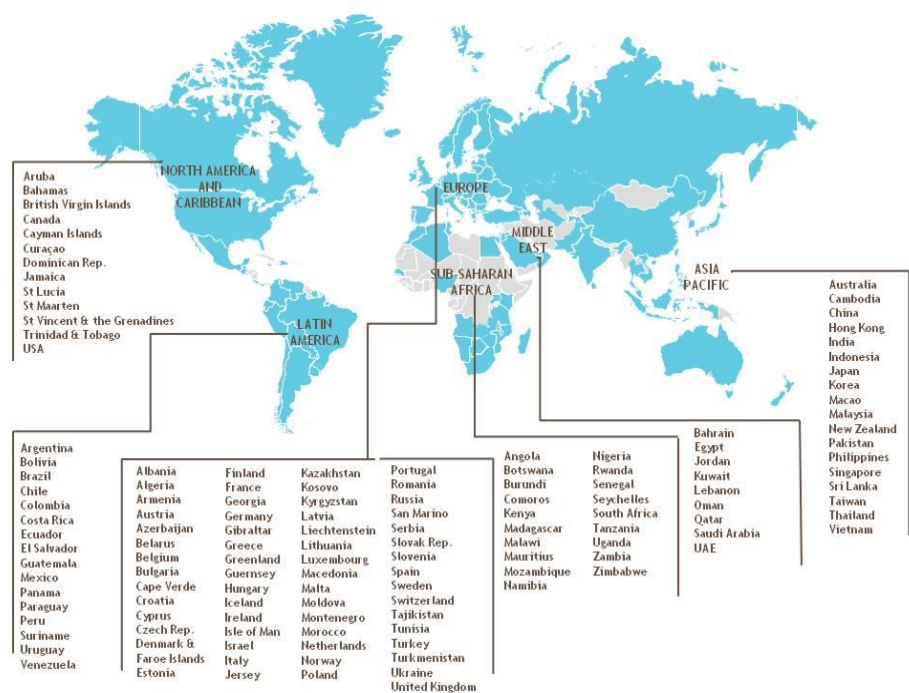 NORTH AMERICA
AND
CARIBBEAN
Aruba
Bahamas
British Virgin Islands
Canada
Cayman Islands
Curaçao
Dominican Rep.
Jamaica
St Lucia
St Maarten
St Vincent & the Grenadines
Trinidad & Tobago
USA
LATIN
AMERICA
Argentina
Bolivia
Brazil
Chile
Colombia
Costa Rica
Ecuador
El Salvador
Guatemala
Mexico
Panama
Paraguay
Peru
Suriname
Uruguay
Venezuela
EUROPE
Albania
Algeria
Armenia
Austria
Azerbaijan
Belarus
Belgium
Bulgaria
Cape Verde
Croatia
Cyprus
Czech Rep.
Denmark &
Faroe Islands
Estonia
Finland
France
Georgia
Germany
Gibraltar
Greece
Greenland
Guernsey
Hungary
Iceland
Ireland
Isle of Man
Israel
Italy
Jersey
Kazakhstan
Kosovo
Kyrgyzstan
Latvia
Liechtenstein
Lithuania
Luxembourg
Macedonia
Malta
Moldova
Montenegro
Morocco
Netherlands
Norway
Poland
Portugal
Romania
Russia
San Marino
Serbia
Slovak Rep.
Slovenia
Spain
Sweden
Switzerland
Tajikistan
Tunisia
Turkey
Turkmenistan
Ukraine
United Kingdom
SUB-SAHARAN
AFRICA
Angola
Botswana
Burundi
Comoros
Kenya
Madagascar
Malawi
Mauritius
Mozambique
Namibia
Nigeria
Rwanda
Senegal
Seychelles
South Africa
Tanzania
Uganda
Zambia
Zimbabwe
MIDDLE
EAST
Bahrain
Egypt
Jordan
Kuwait
Lebanon
Oman
Qatar
Saudi Arabia
UAE
ASIA
PACIFIC
Australia
Cambodia
China
Hong Kong
India
Indonesia
Japan
Korea
Macao
Malaysia
New Zealand
Pakistan
Philippines
Singapore
Sri Lanka
Taiwan
Thailand
Vietnam